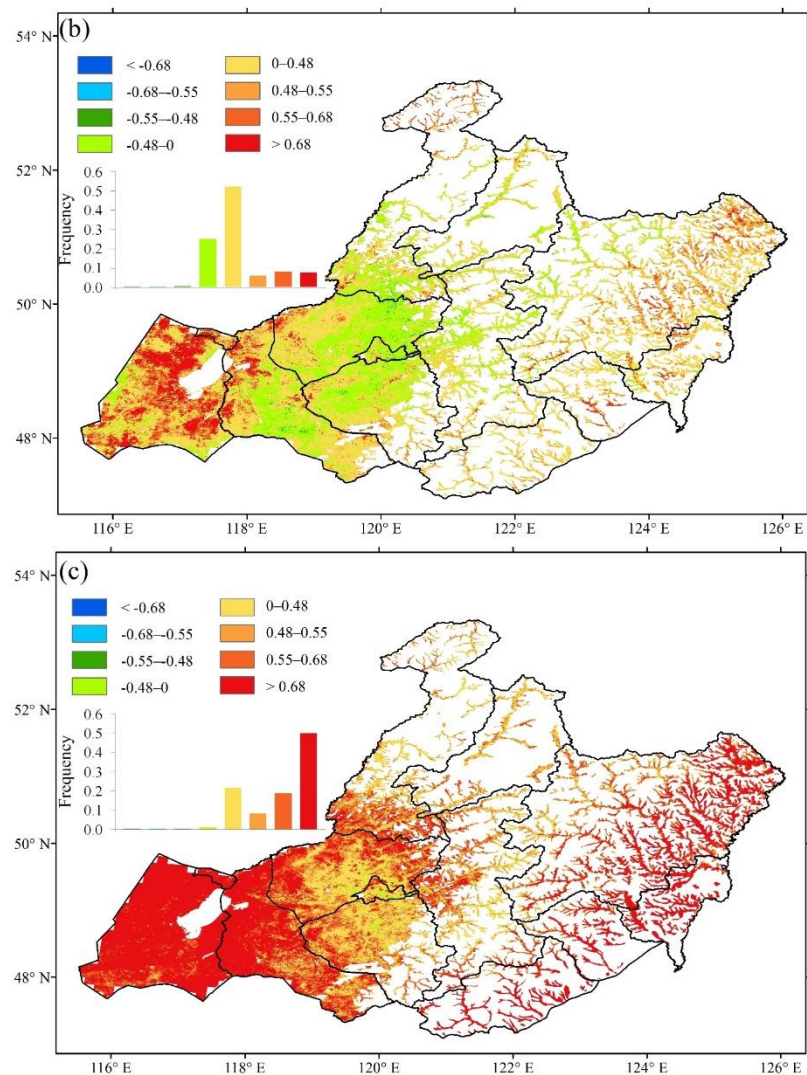 (b)
54° N
52° N
50° N
48° N
< -0.68
-0.68–-0.55
-0.55–-0.48
-0.48–0
0–0.48
0.48–0.55
0.55–0.68
> 0.68
Frequency
0.6
0.5
0.4
0.3
0.2
0.1
0.0
116° E
118° E
120° E
122° E
124° E
126° E
(c)
54° N
52° N
50° N
48° N
< -0.68
-0.68–-0.55
-0.55–-0.48
-0.48–0
0–0.48
0.48–0.55
0.55–0.68
> 0.68
Frequency
0.6
0.5
0.4
0.3
0.2
0.1
0.0
116° E
118° E
120° E
122° E
124° E
126° E